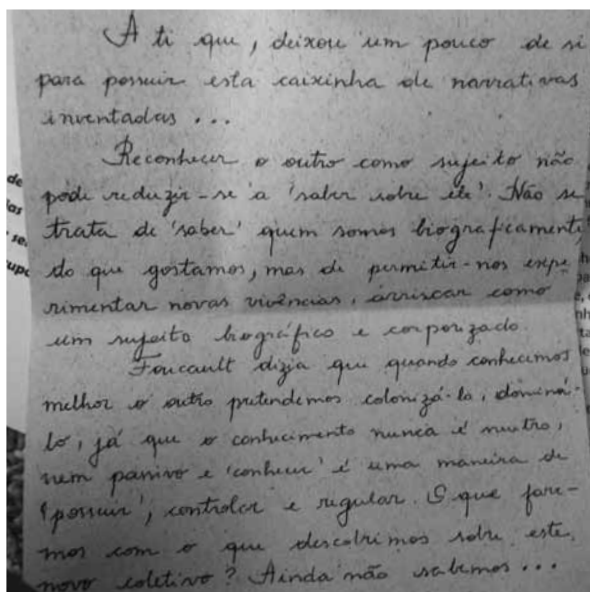 A ti que, deixou um pouco de si
para possuir esta caixinha de narrativas
inventadas ...
Reconhecer o outro como sujeito não
pode reduzir-se a 'saber sobre ele'. Não se
trata de 'saber' quem somos biograficamente,
do que gostamos, mas de permitir-nos expe
rimentar novas vivências, arriscar como
um sujeito biográfico e corporizado.
Foucault dizia que quando conhecemos
melhor o outro pretendemos colonizá-lo, dominá-
lo, já que o conhecimento nunca é neutro,
nem passivo e 'conhecer' é uma maneira de
'possuir', controlar e regular. O que fare-
mos com o que descobrimos sobre este
novo coletivo? Ainda não sabemos ...
de